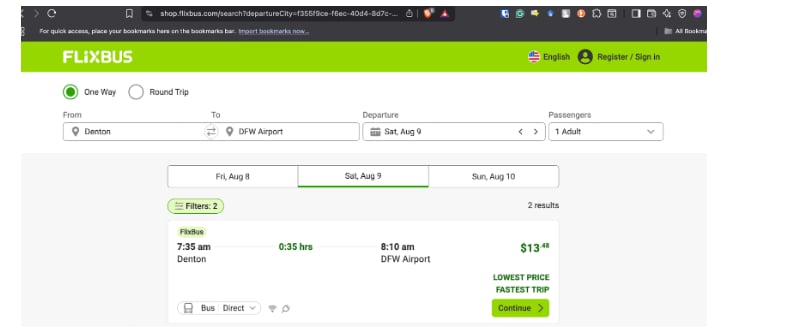 shop.flixbus.com/search?departureCity=f355f9ce-f6ec-40d4-8d7c-...
For quick access, place your bookmarks here on the bookmarks bar. Import bookmarks now...
All Bookma
FLiXBUS
English
Register / Sign in
One Way
Round Trip
From
To
Departure
Passengers
Denton
DFW Airport
Sat, Aug 9
1 Adult
Fri, Aug 8
Sat, Aug 9
Sun, Aug 10
Filters: 2
2 results
FlixBus
7:35 am
0:35 hrs
8:10 am
$13.48
Denton
DFW Airport
LOWEST PRICE
FASTEST TRIP
Bus
Direct
Continue